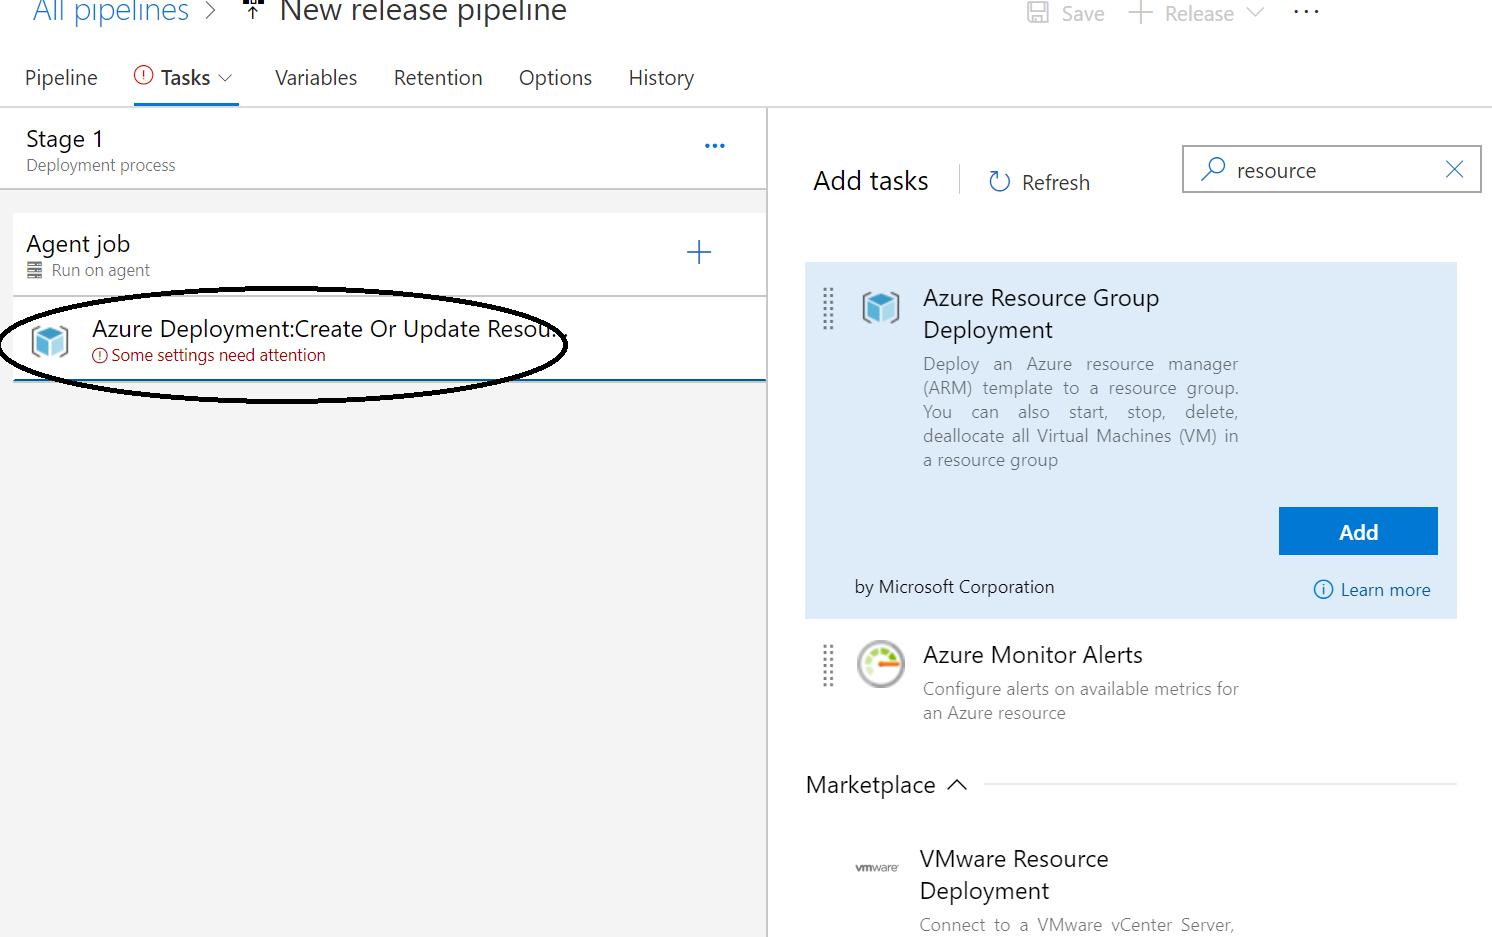 All pipelines > New release pipeline
Save + Release ...
Pipeline Tasks Variables Retention Options History
Stage 1
Deployment process
...
Agent job
Run on agent
Azure Deployment:Create Or Update Resou...
Some settings need attention
Add tasks
Refresh
resource
Azure Resource Group
Deployment
Deploy an Azure resource manager
(ARM) template to a resource group.
You can also start, stop, delete,
deallocate all Virtual Machines (VM) in
a resource group
Add
by Microsoft Corporation
Learn more
Azure Monitor Alerts
Configure alerts on available metrics for
an Azure resource
Marketplace
vmware
VMware Resource
Deployment
Connect to a VMware vCenter Server,